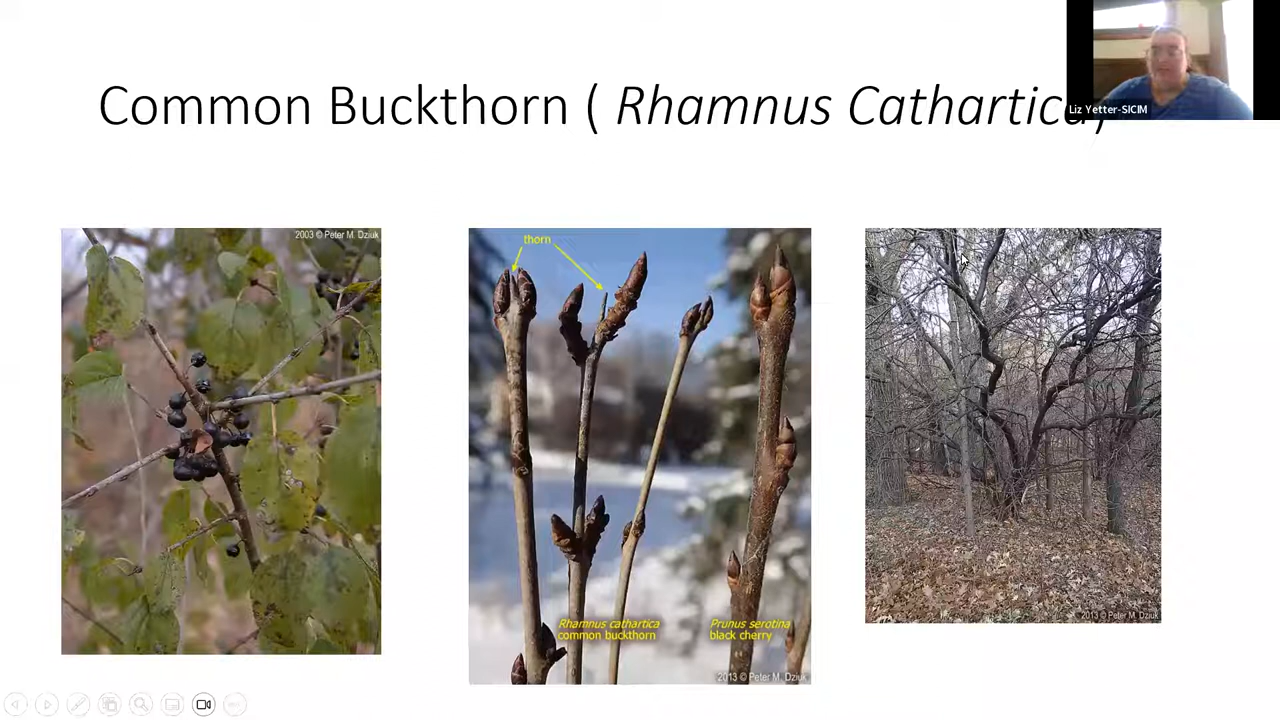 Common Buckthorn ( Rhamnus Cathartica)
Liz Yetter-SICIM
2003 © Peter M. Dziuk
thorn
Rhamnus cathartica
common buckthorn
Prunus serotina
black cherry
2013 © Peter M. Dziuk
2013 © Peter M. Dziuk